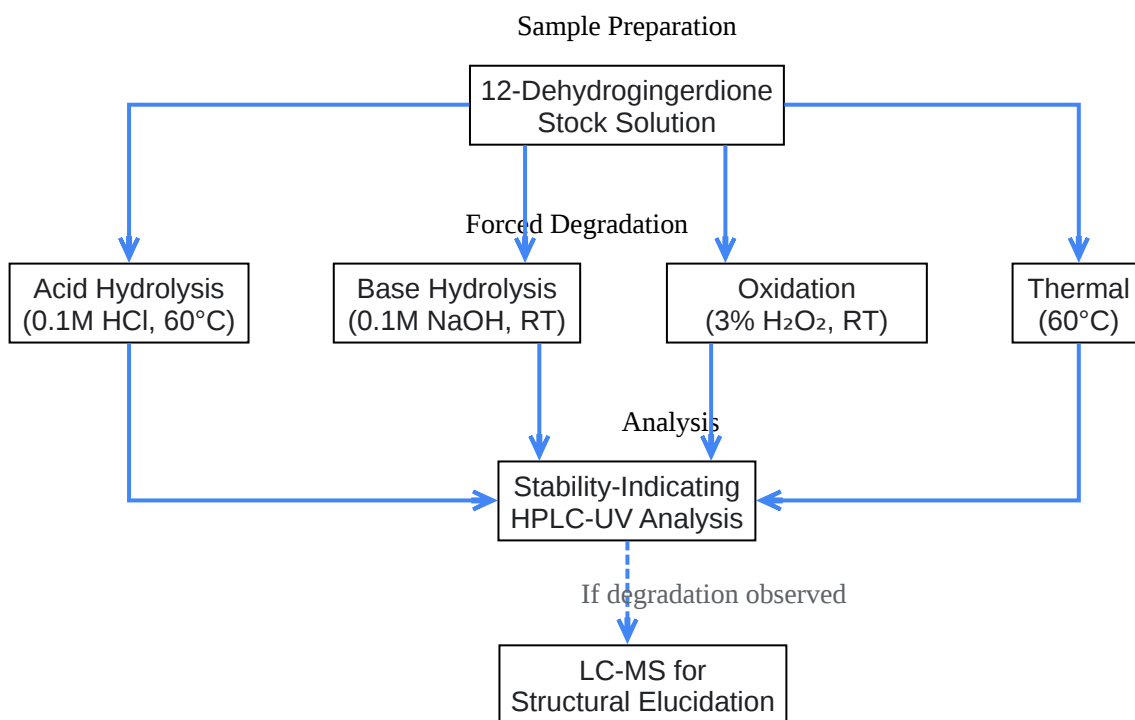 Sample Preparation
12-Dehydrogingerdione
Stock Solution
Forced Degradation
Acid Hydrolysis
(0.1M HCl, 60°C)
Base Hydrolysis
(0.1M NaOH, RT)
Oxidation
(3% H₂O₂, RT)
Thermal
(60°C)
Analysis
Stability-Indicating
HPLC-UV Analysis
If degradation observed
LC-MS for
Structural Elucidation